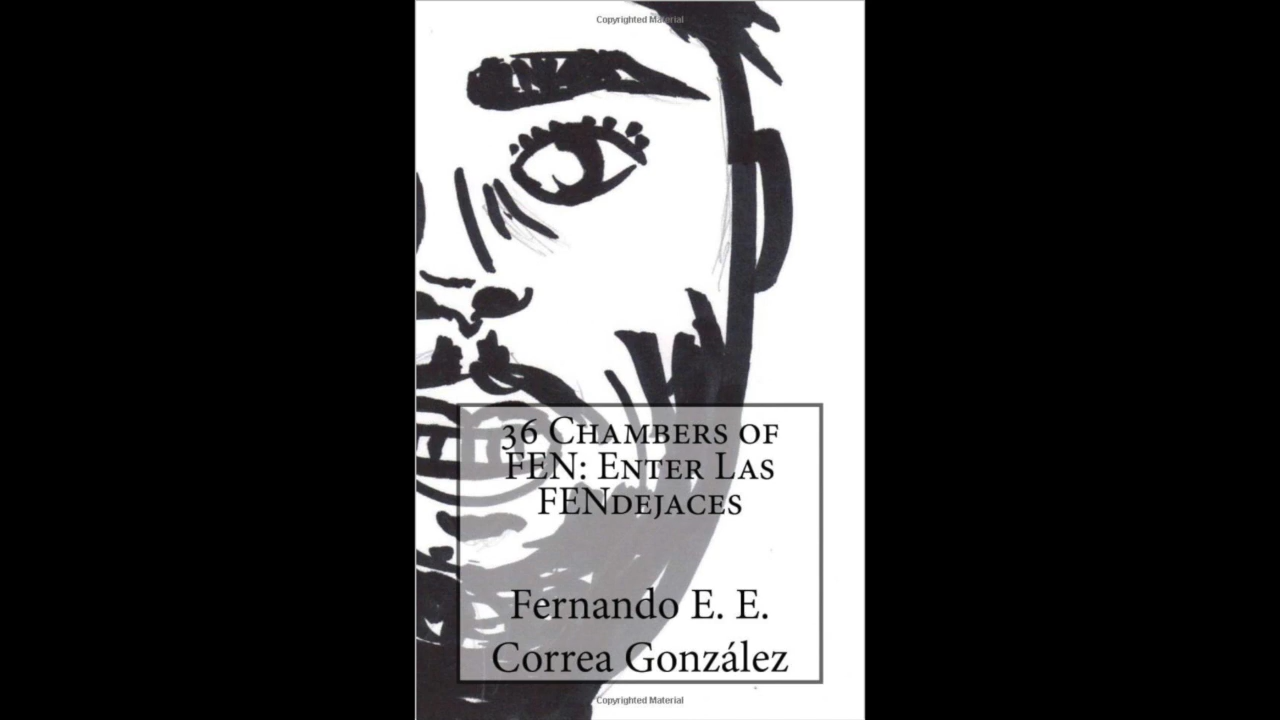 Copyrighted Material
36 Chambers of
FEN: Enter Las
FENdejaces
Fernando E. E.
Correa González
Copyrighted Material